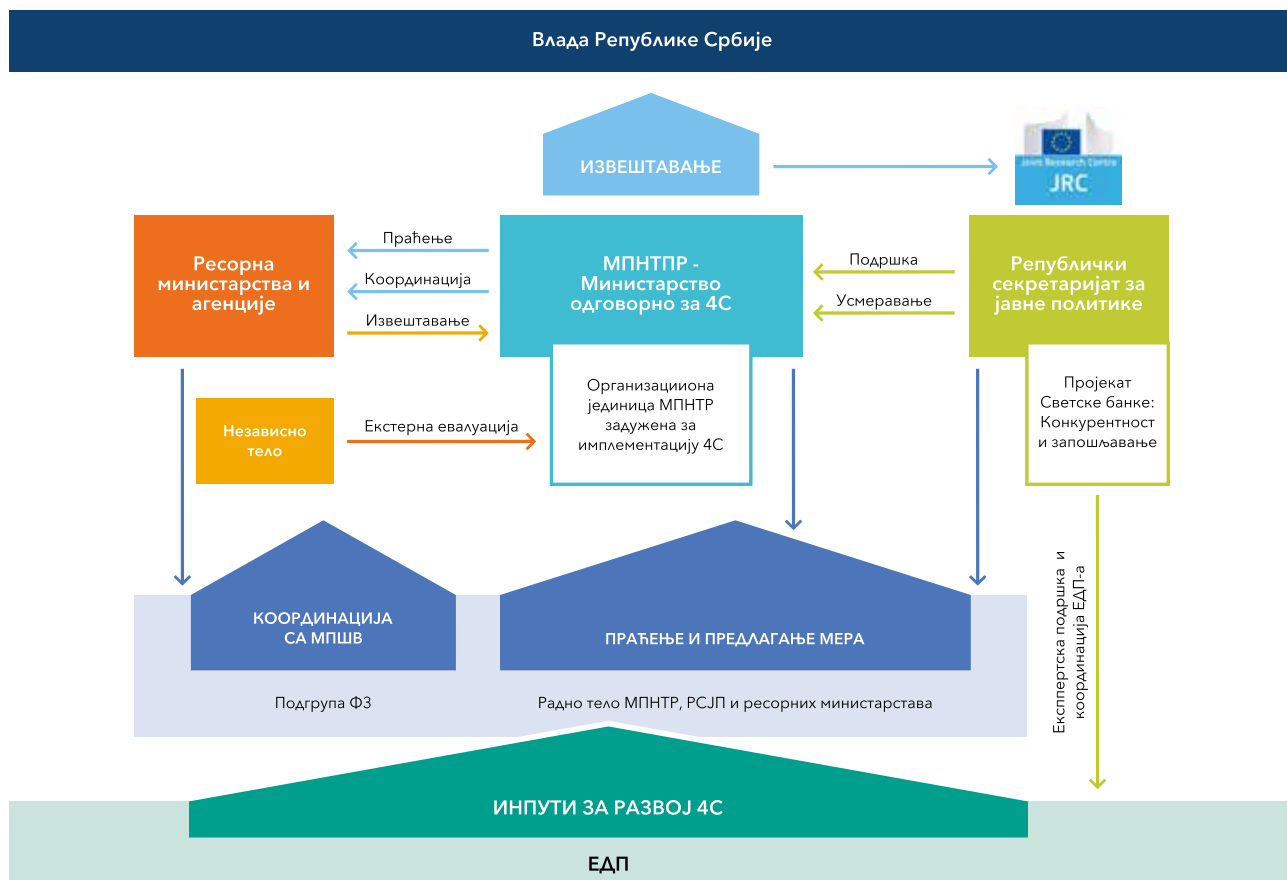 Влада Републике Србије
ИЗВЕШТАВАЊЕ
Joint Research Centre
JRC
Ресорна
министарства и
агенције
Праћење
Координација
Извештавање
МПНТПР -
Министарство
одговорно за 4С
Подршка
Усмеравање
Републички
секретаријат за
јавне политике
Независно
тело
Екстерна евалуација
Организациона
јединица МПНТР
задужена за
имплементацију 4С
Пројекат
Светске банке:
Конкурентност
и запошљавање
КООРДИНАЦИЈА
СА МПШВ
ПРАЋЕЊЕ И ПРЕДЛАГАЊЕ МЕРА
Подгрупа ФЗ
Радно тело МПНТР, РСЈП и ресорних министарстава
Експпертска подршка и
координација ЕДП-а
ИНПУТИ ЗА РАЗВОЈ 4С
ЕДП